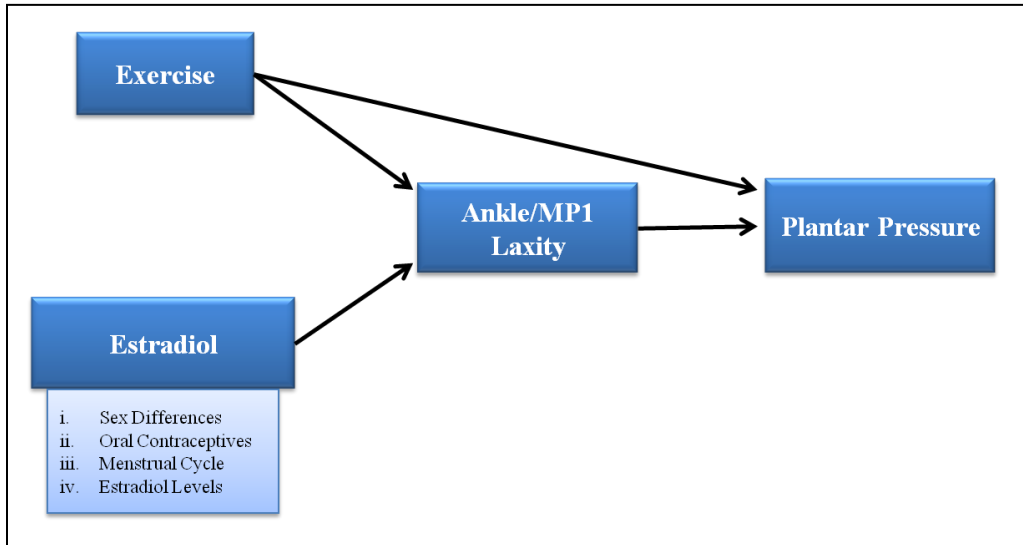 Exercise
Ankle/MP1
Laxity
Plantar Pressure
Estradiol
i. Sex Differences
ii. Oral Contraceptives
iii. Menstrual Cycle
iv. Estradiol Levels